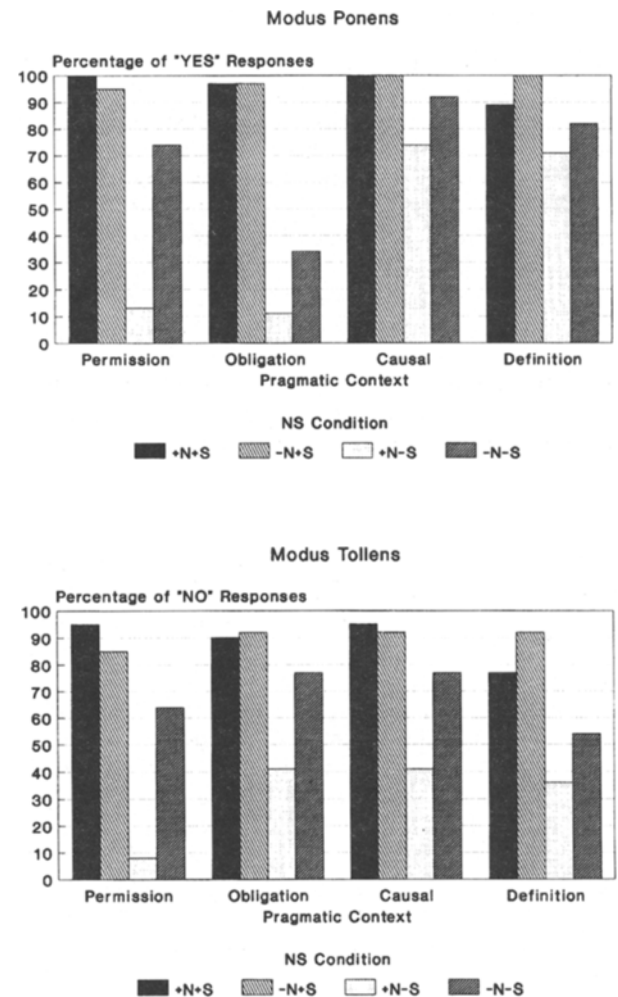 Modus Ponens
Percentage of "YES" Responses
100
90
80
70
60
50
40
30
20
10
0
Permission Obligation Causal Definition
Pragmatic Context
NS Condition
+N+S -N+S +N-S -N-S
Modus Tollens
Percentage of "NO" Responses
100
90
80
70
60
50
40
30
20
10
0
Permission Obligation Causal Definition
Pragmatic Context
NS Condition
+N+S -N+S +N-S -N-S